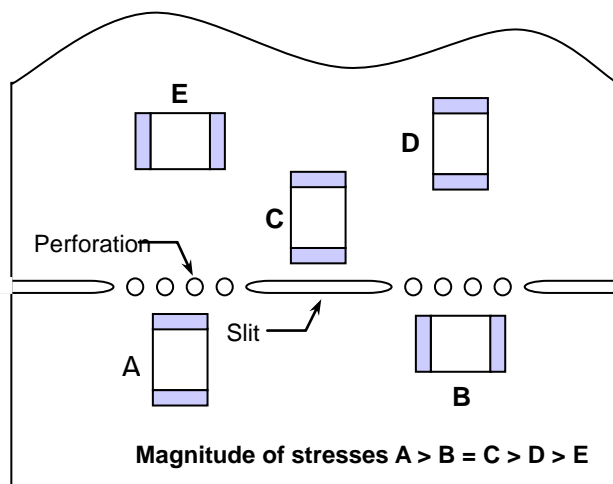 E
D
C
Perforation
Slit
A
B
Magnitude of stresses A > B = C > D > E